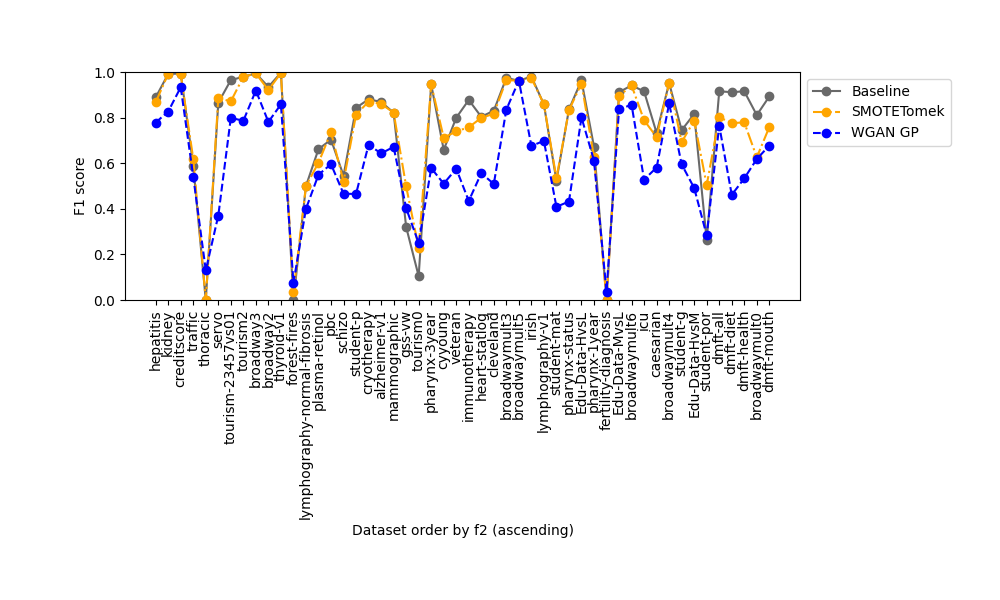 1.0
0.8
0.6
0.4
0.2
0.0
F1 score
Baseline
SMOTETomek
WGAN GP
hepatitis
kidney
creditscore
traffic
thoracic
servo
tourism-23457vs01
tourism2
broadway3
broadway2
thyroid-v1
forest-fires
lymphography-normal-fibrosis
plasma-retinol
pbc
schizo
student-p
cryotherapy
alzheimer-v1
mammographic
gss-vw
tourism0
pharynx-3year
cyyoung
veteran
immunotherapy
heart-statlog
cleveland
broadwaymult3
broadwaymult5
irish
lymphography-v1
student-mat
pharynx-status
Edu-Data-HvsL
pharynx-1year
fertility-diagnosis
Edu-Data-MvsL
broadwaymult6
icu
caesarian
broadwaymult4
student-g
Edu-Data-HvsM
student-por
dmft-all
dmft-diet
dmft-health
broadwaymult0
dmft-mouth
Dataset order by f2 (ascending)